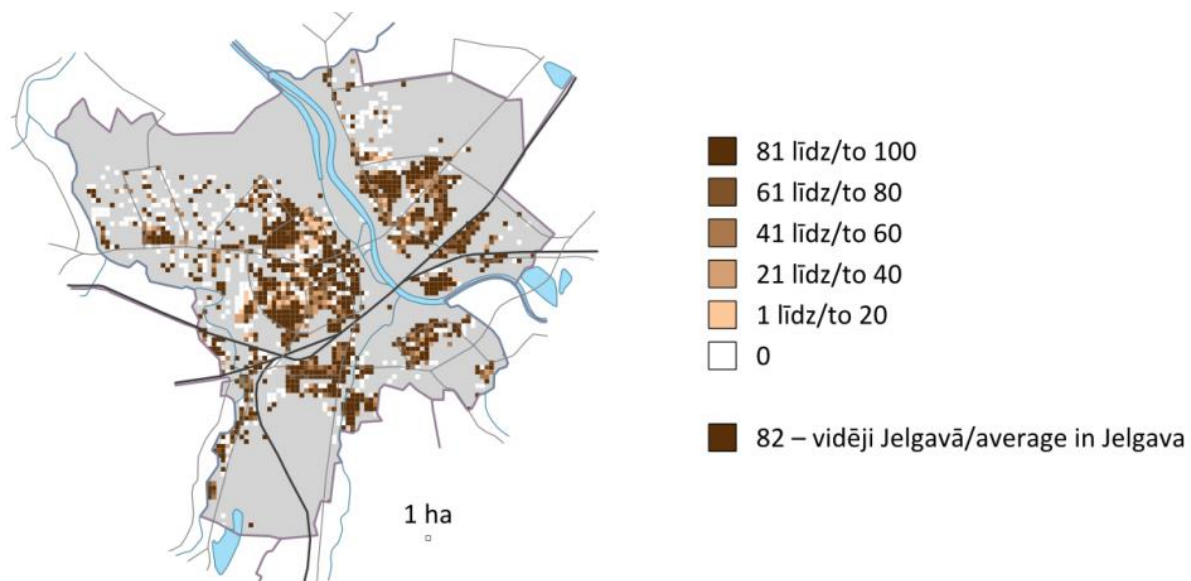 81 līdz/to 100
61 līdz/to 80
41 līdz/to 60
21 līdz/to 40
1 līdz/to 20
0
82 – vidēji Jelgavā/average in Jelgava
1 ha